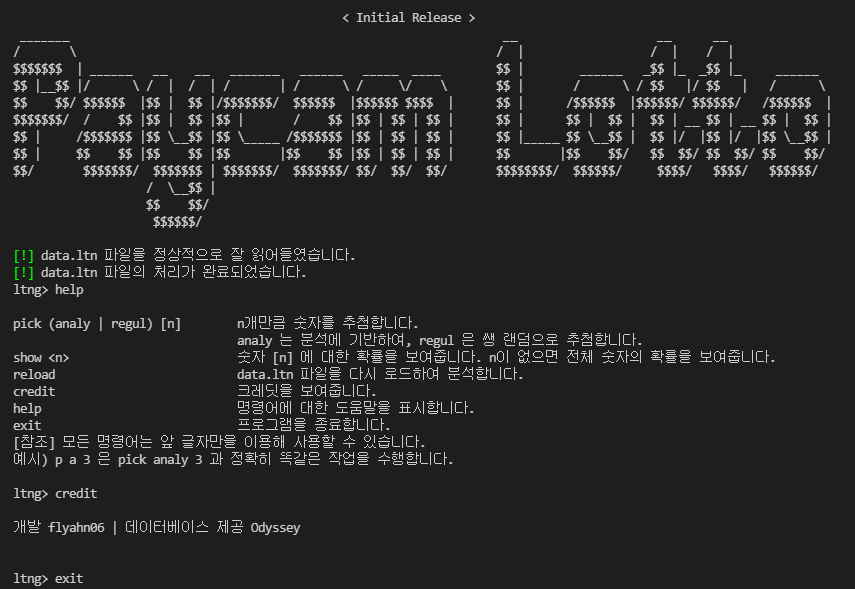 < Initial Release >
Paycam Lotto
[!] data.ltn 파일을 정상적으로 잘 읽어들였습니다.
[!] data.ltn 파일의 처리가 완료되었습니다.
ltng> help
pick (analy | regul) [n] n개만큼 숫자를 추첨합니다.
analy 는 분석에 기반하여, regul 은 쌩 랜덤으로 추첨합니다.
show <n> 숫자 [n] 에 대한 확률을 보여줍니다. n이 없으면 전체 숫자의 확률을 보여줍니다.
reload data.ltn 파일을 다시 로드하여 분석합니다.
credit 크레딧을 보여줍니다.
help 명령어에 대한 도움말을 표시합니다.
exit 프로그램을 종료합니다.
[참조] 모든 명령어는 앞 글자만을 이용해 사용할 수 있습니다.
예시) p a 3 은 pick analy 3 과 정확히 똑같은 작업을 수행합니다.
ltng> credit
개발 flyahn06 | 데이터베이스 제공 Odyssey
ltng> exit